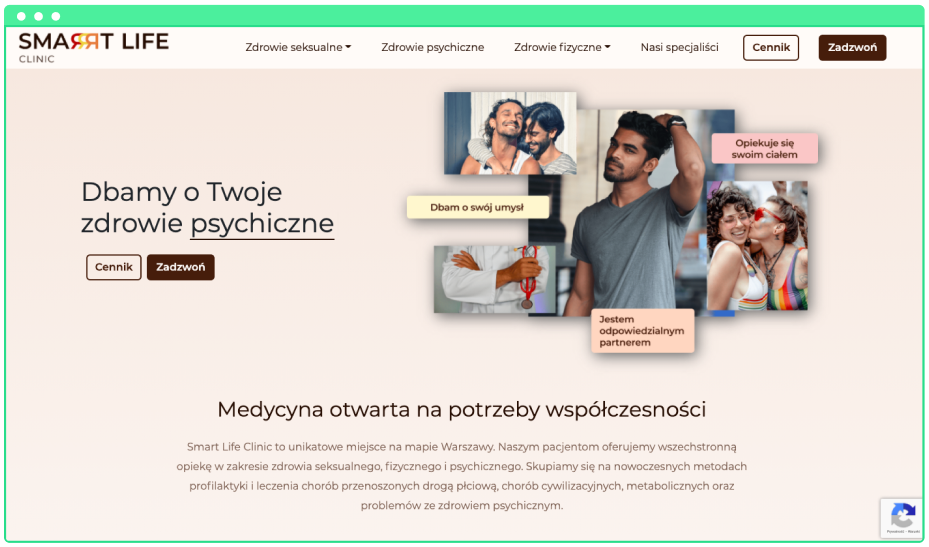 SMAЯRT LIFE
CLINIC
Zdrowie seksualne
Zdrowie psychiczne
Zdrowie fizyczne
Nasi specjaliści
Cennik
Zadzwoń
Opiekuje się
swoim ciałem
Dbamy o Twoje
zdrowie psychiczne
Dbam o swój umysł
Cennik
Zadzwoń
Jestem
odpowiedzialnym
partnerem
Medycyna otwarta na potrzeby współczesności
Smart Life Clinic to unikatowe miejsce na mapie Warszawy. Naszym pacjentom oferujemy wszechstronną
opiekę w zakresie zdrowia seksualnego, fizycznego i psychicznego. Skupiamy się na nowoczesnych metodach
profilaktyki i leczenia chorób przenoszonych drogą płciową, chorób cywilizacyjnych, metabolicznych oraz
problemów ze zdrowiem psychicznym.